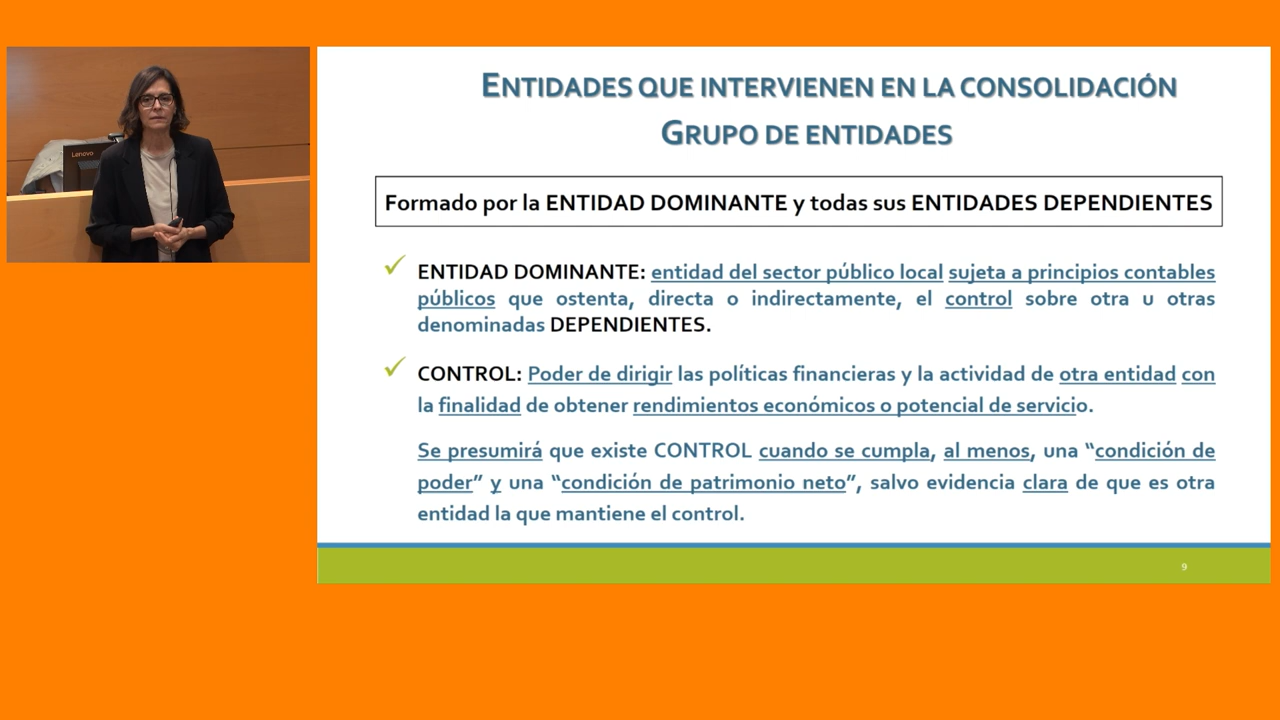 Lenovo
ENTIDADES QUE INTERVIENEN EN LA CONSOLIDACIÓN
GRUPO DE ENTIDADES
Formado por la ENTIDAD DOMINANTE y todas sus ENTIDADES DEPENDIENTES
ENTIDAD DOMINANTE: entidad del sector público local sujeta a principios contables
públicos que ostenta, directa o indirectamente, el control sobre otra u otras
denominadas DEPENDIENTES.
CONTROL: Poder de dirigir las políticas financieras y la actividad de otra entidad con
la finalidad de obtener rendimientos económicos o potencial de servicio.
Se presumirá que existe CONTROL cuando se cumpla, al menos, una “condición de
poder” y una “condición de patrimonio neto”, salvo evidencia clara de que es otra
entidad la que mantiene el control.
9